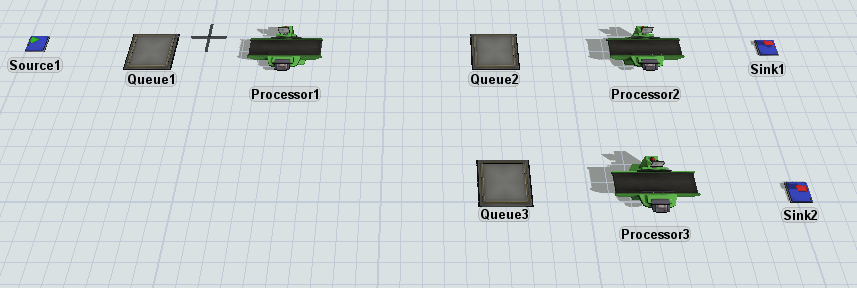 Source1
Queue1
Processor1
Queue2
Processor2
Sink1
Queue3
Processor3
Sink2